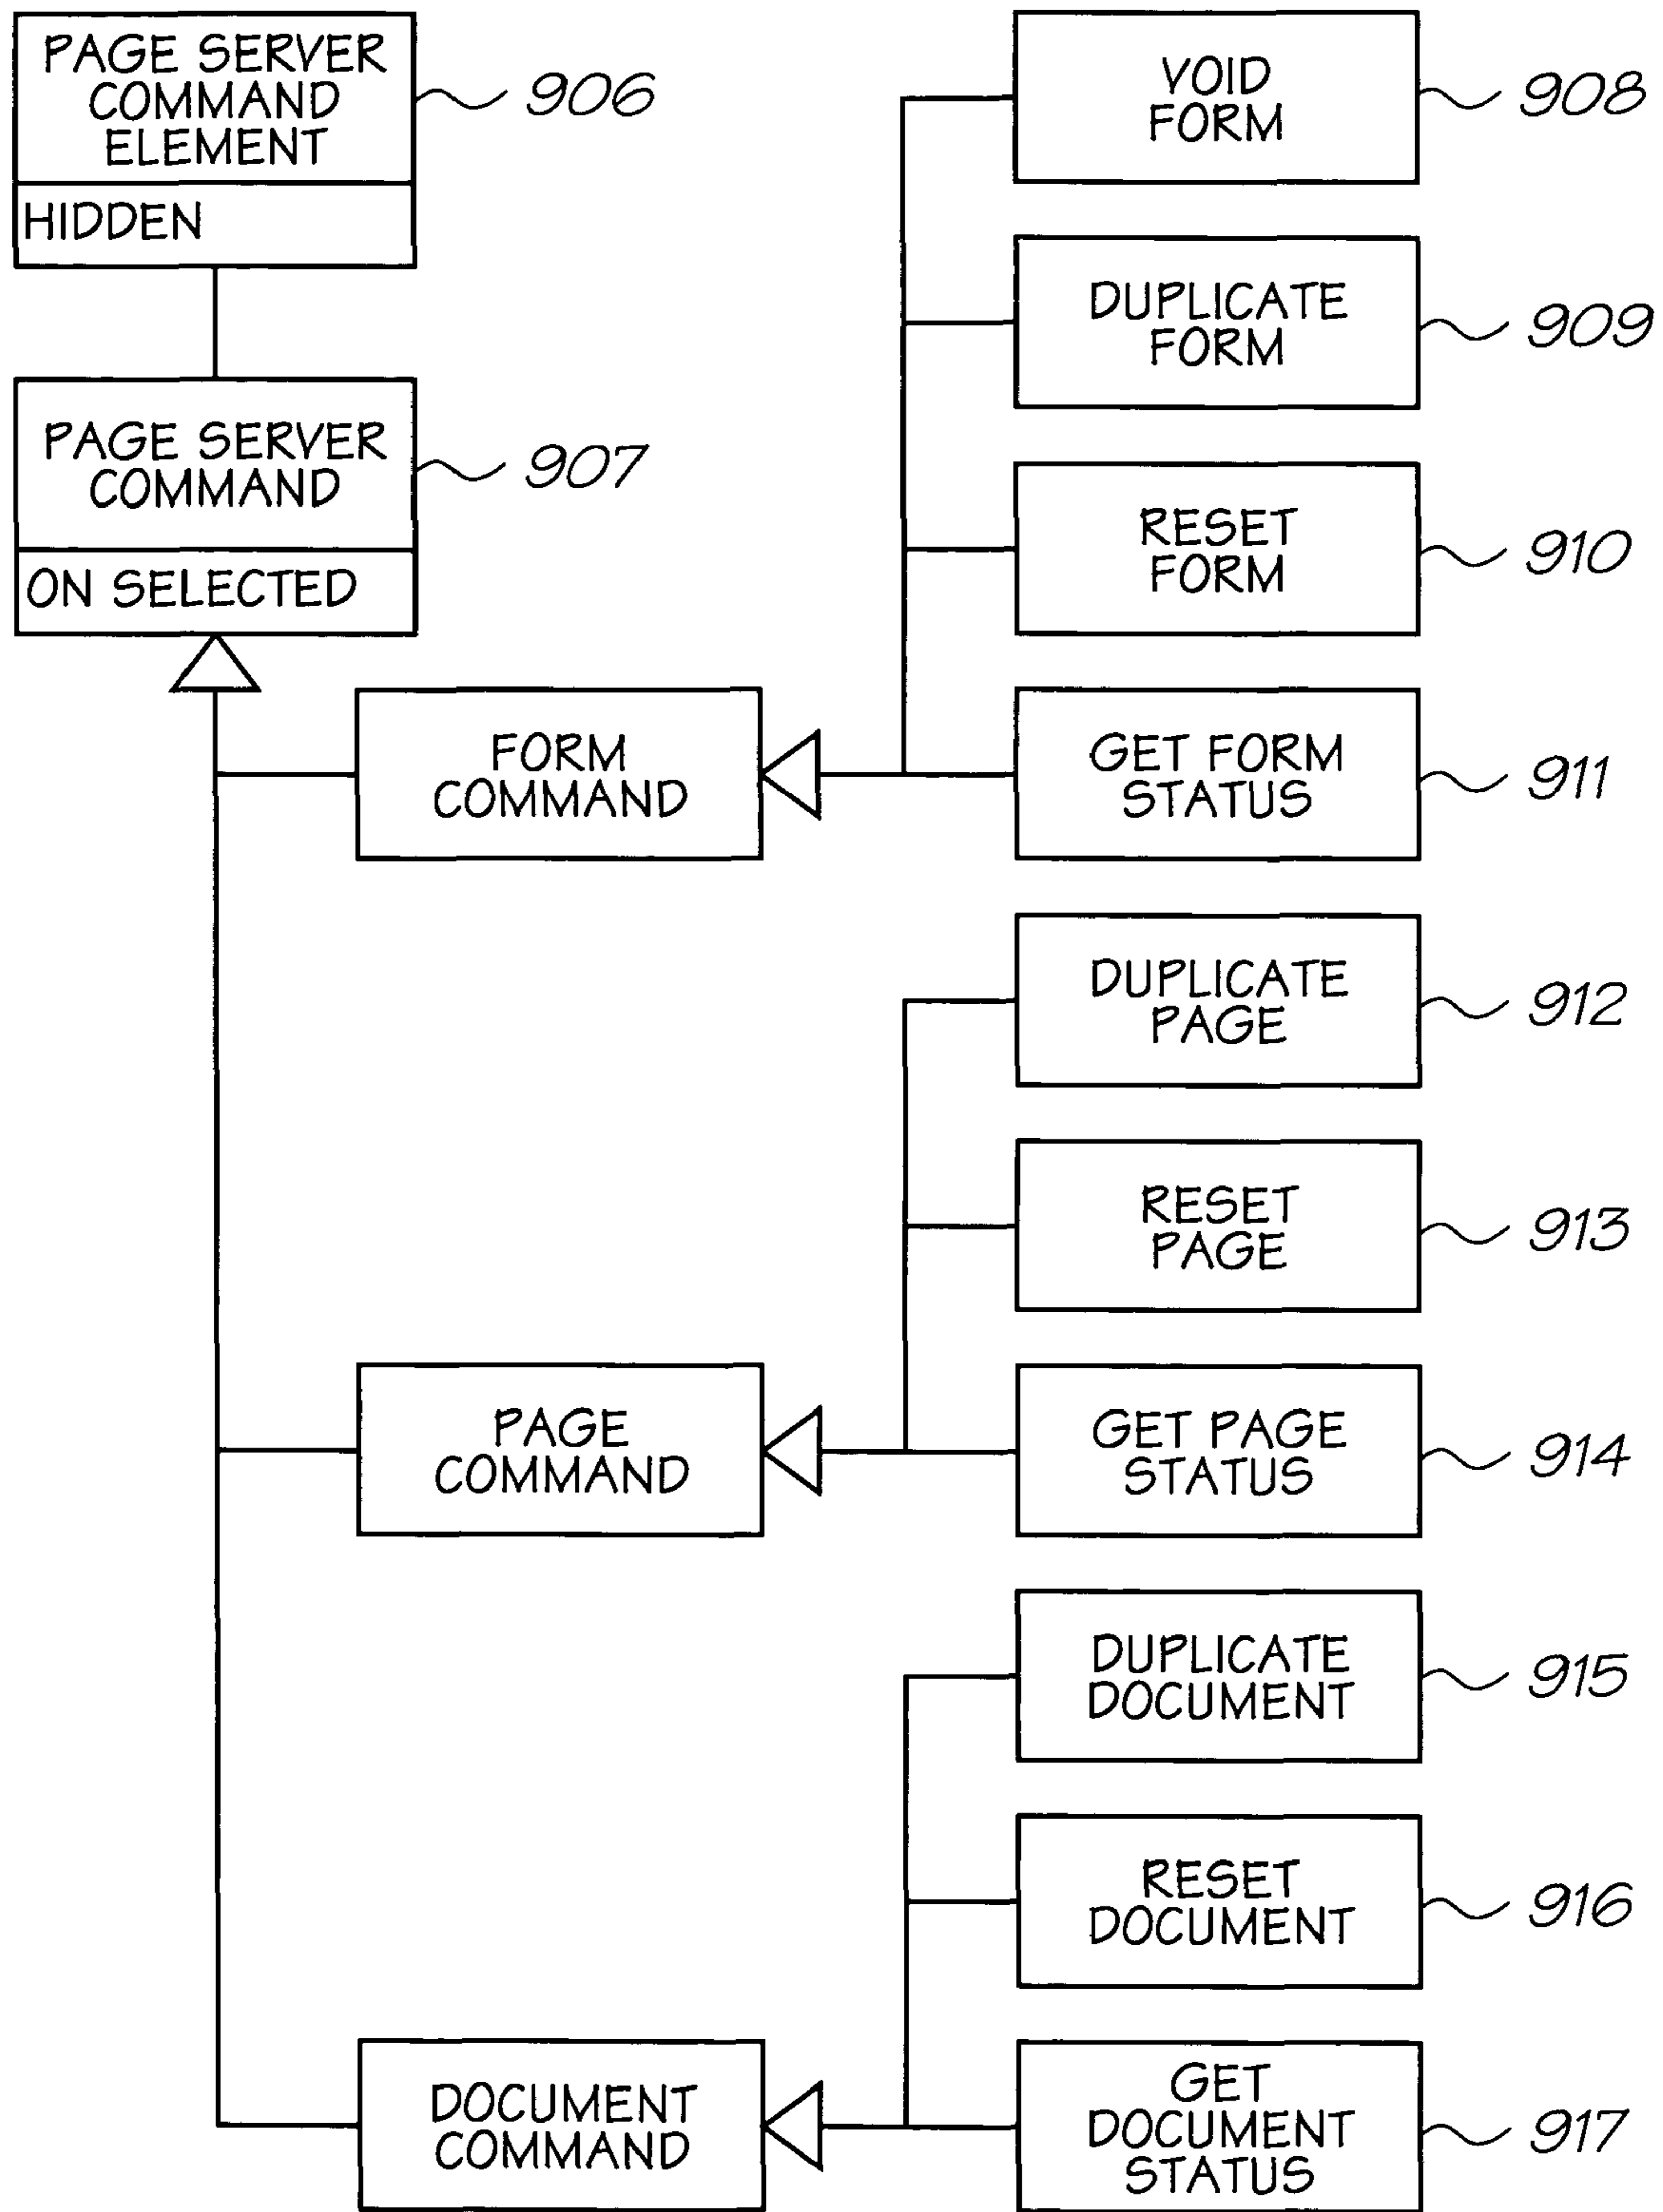 PAGE SERVER
COMMAND
ELEMENT
906
HIDDEN
PAGE SERVER
COMMAND
907
ON SELECTED
VOID
FORM
908
DUPLICATE
FORM
909
RESET
FORM
910
FORM
COMMAND
GET FORM
STATUS
911
DUPLICATE
PAGE
912
RESET
PAGE
913
PAGE
COMMAND
GET PAGE
STATUS
914
DUPLICATE
DOCUMENT
915
RESET
DOCUMENT
916
DOCUMENT
COMMAND
GET
DOCUMENT
STATUS
917